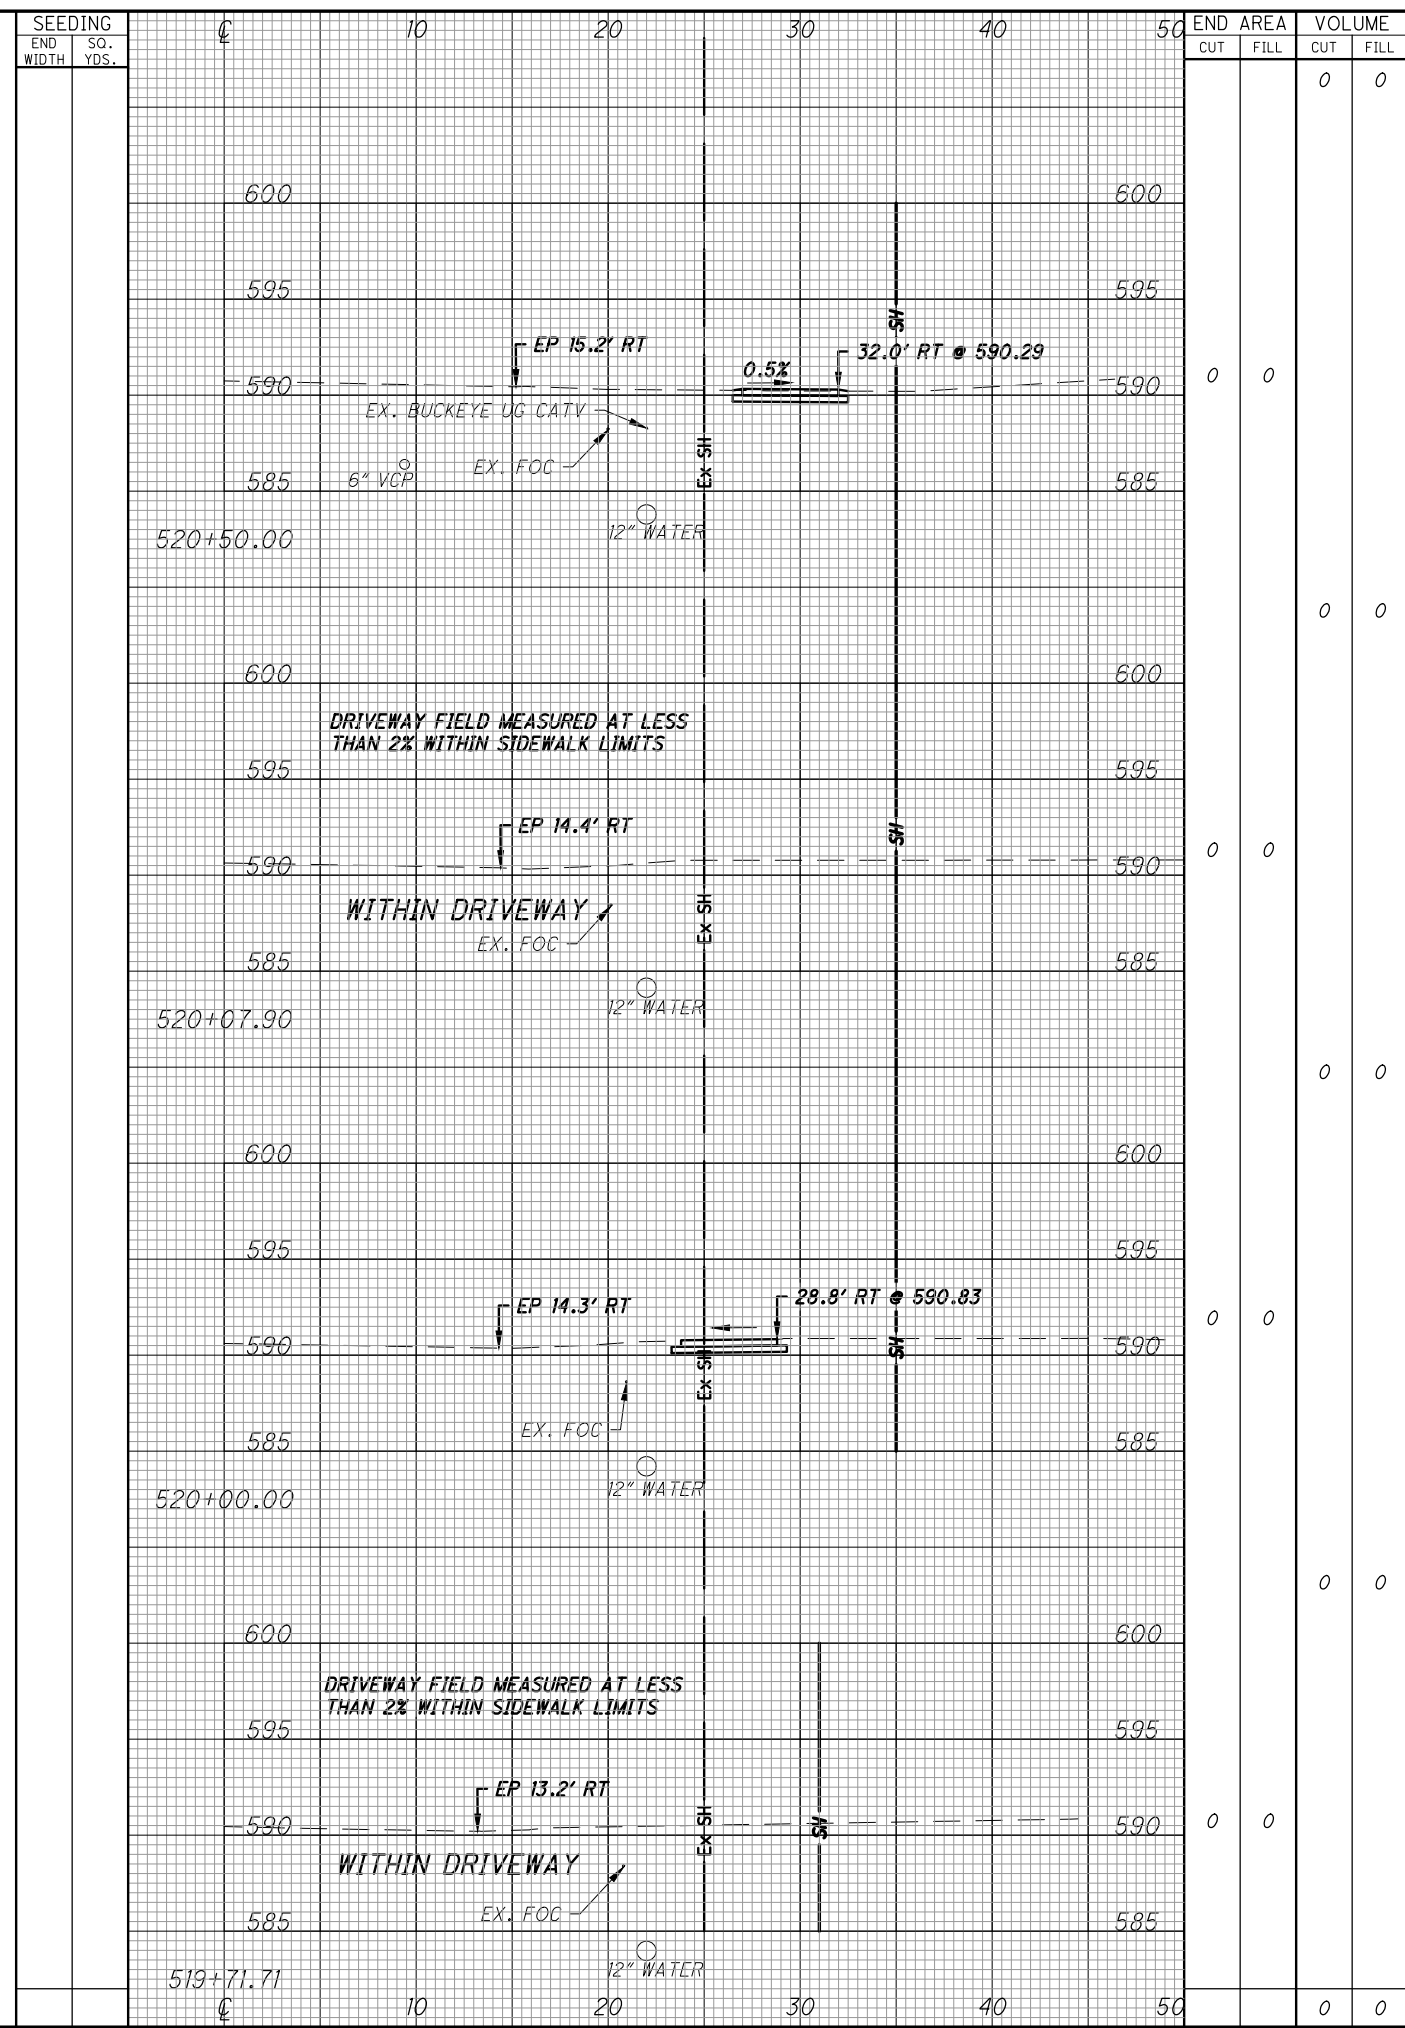 SEEDING
END WIDTH
SQ. YDS.
℄ 10 20 30 40 50
END AREA VOLUME
CUT FILL CUT FILL
0 0
600 600
595 595
SH
EP 15.2' RT
32.0' RT @ 590.29
0.5%
590 590
0 0
EX. BUCKEYE UG CATV
EX. FOC
Ex SH
6" VCP
585 585
12" WATER
520+50.00
0 0
600 600
DRIVEWAY FIELD MEASURED AT LESS
THAN 2% WITHIN SIDEWALK LIMITS
595 595
EP 14.4' RT
SH
0 0
590 590
WITHIN DRIVEWAY
Ex SH
EX. FOC
585 585
12" WATER
520+07.90
0 0
600 600
595 595
EP 14.3' RT
28.8' RT @ 590.83
0 0
590 590
SH
Ex SH
EX. FOC
585 585
12" WATER
520+00.00
0 0
600 600
DRIVEWAY FIELD MEASURED AT LESS
THAN 2% WITHIN SIDEWALK LIMITS
595 595
EP 13.2' RT
590 590
Ex SH
SH
0 0
WITHIN DRIVEWAY
EX. FOC
585 585
12" WATER
519+71.71
℄ 10 20 30 40 50
0 0